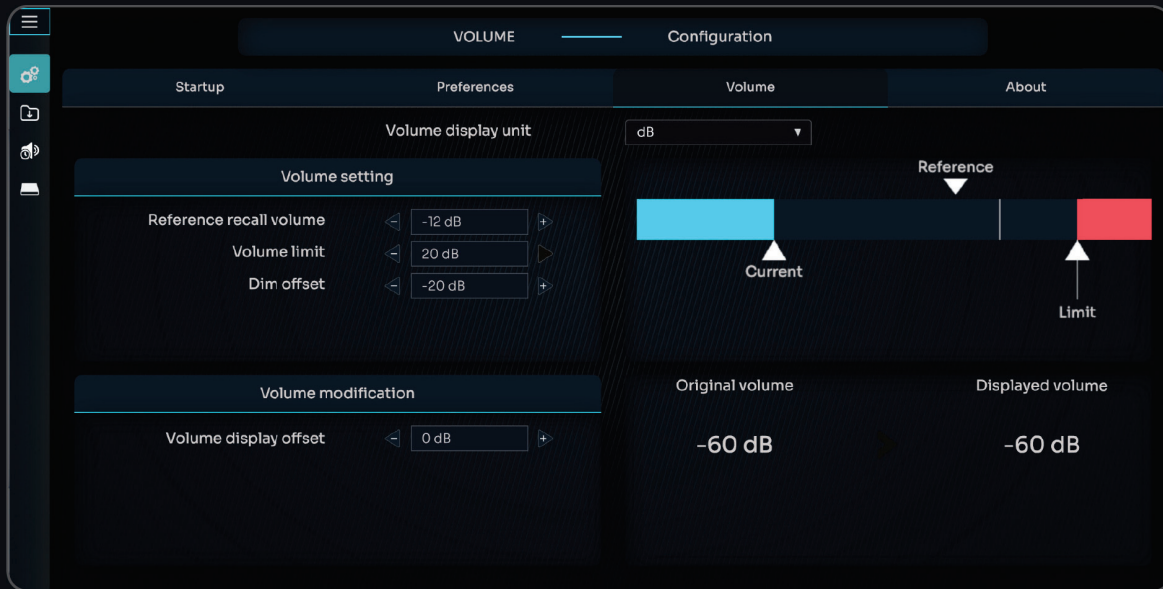 VOLUME Configuration
Startup Preferences Volume About
Volume display unit dB
Volume setting
Reference recall volume - -12 dB +
Volume limit - 20 dB
Dim offset - -20 dB +
Reference
Current
Limit
Volume modification
Volume display offset - 0 dB +
Original volume Displayed volume
-60 dB -60 dB